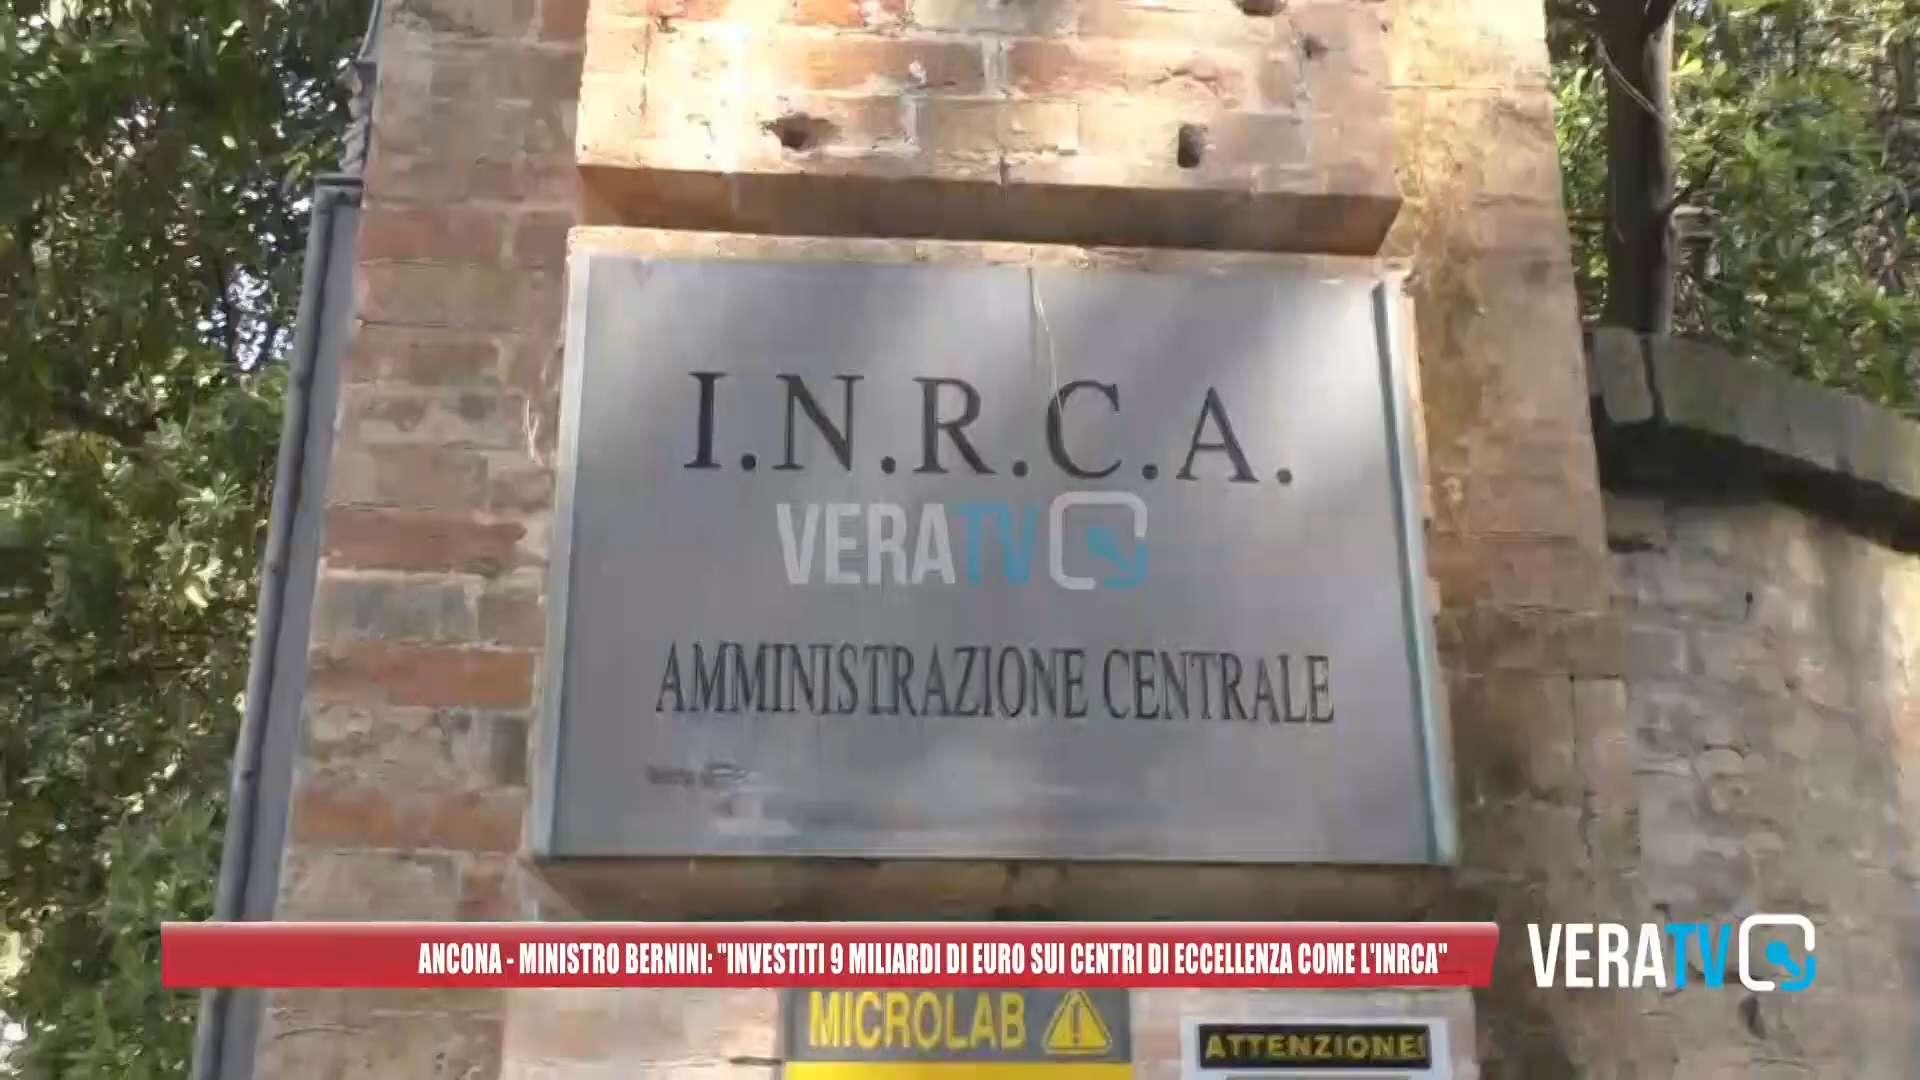 I.N.R.C.A.
VERATV
AMMINISTRAZIONE CENTRALE
ANCONA - MINISTRO BERNINI: "INVESTITI 9 MILIARDI DI EURO SUI CENTRI DI ECCELLENZA COME L'INRCA"
VERATV
MICROLAB
ATTENZIONE!